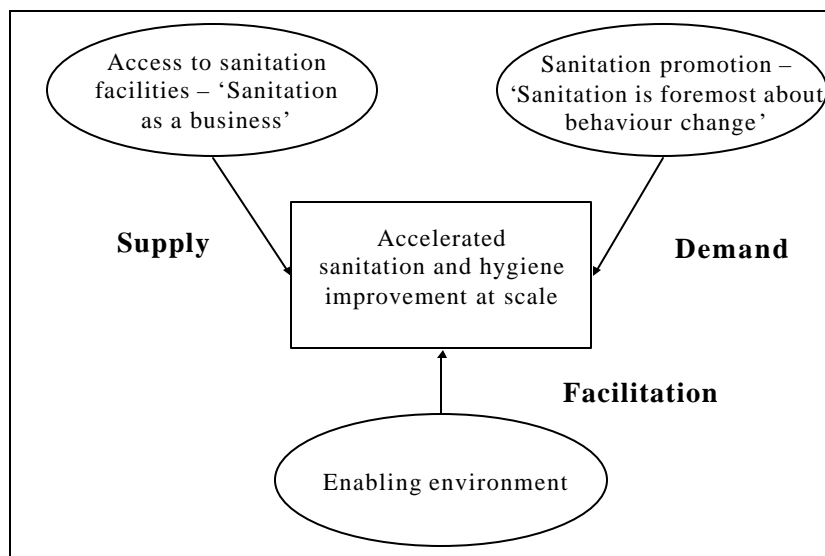 Access to sanitation
facilities – ‘Sanitation
as a business’
Sanitation promotion –
‘Sanitation is foremost about
behaviour change’
Supply
Accelerated
sanitation and hygiene
improvement at scale
Demand
Facilitation
Enabling environment